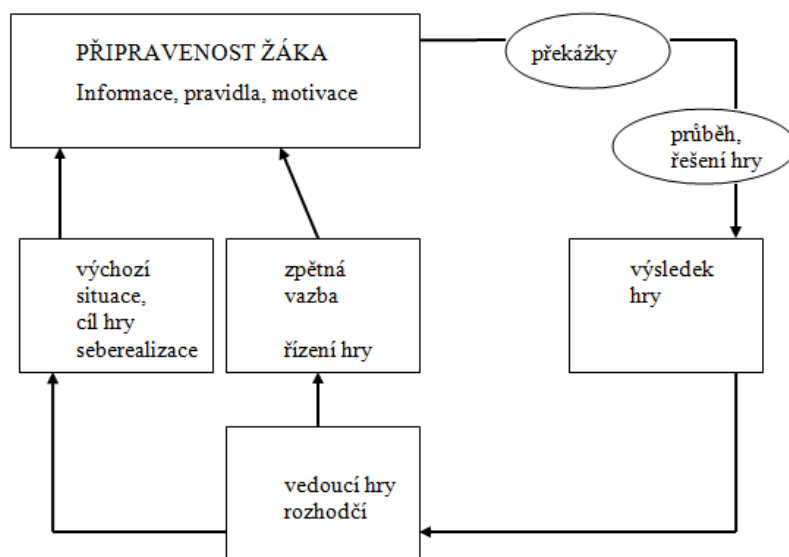 PŘIPRAVENOST ŽÁKA
Informace, pravidla, motivace
překážky
průběh,
řešení hry
výchozí
situace,
cíl hry
seberealizace
zpětná
vazba
řízení hry
výsledek
hry
vedoucí hry
rozhodčí